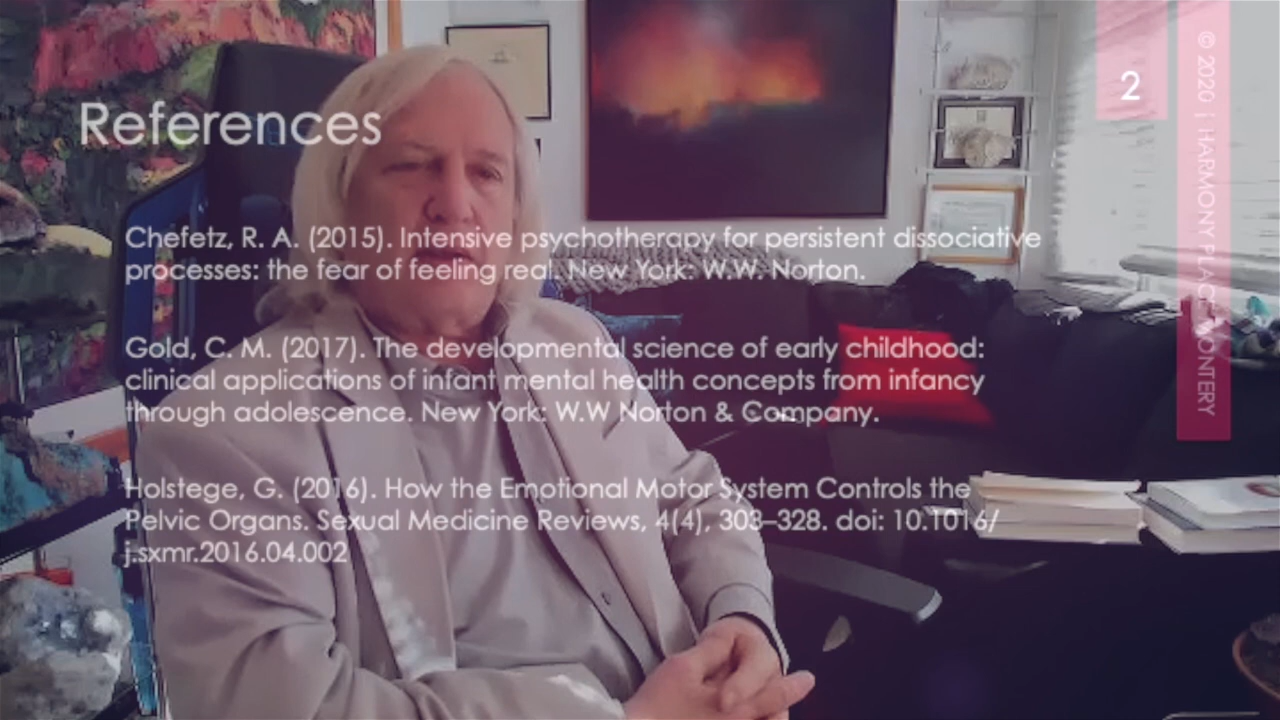 References
2
© 2020 | HARMONY PLACE MONTERY
Chefetz, R. A. (2015). Intensive psychotherapy for persistent dissociative
processes: the fear of feeling real. New York: W.W. Norton.
Gold, C. M. (2017). The developmental science of early childhood:
clinical applications of infant mental health concepts from infancy
through adolescence. New York: W.W Norton & Company.
Holstege, G. (2016). How the Emotional Motor System Controls the
Pelvic Organs. Sexual Medicine Reviews, 4(4), 303–328. doi: 10.1016/
j.sxmr.2016.04.002